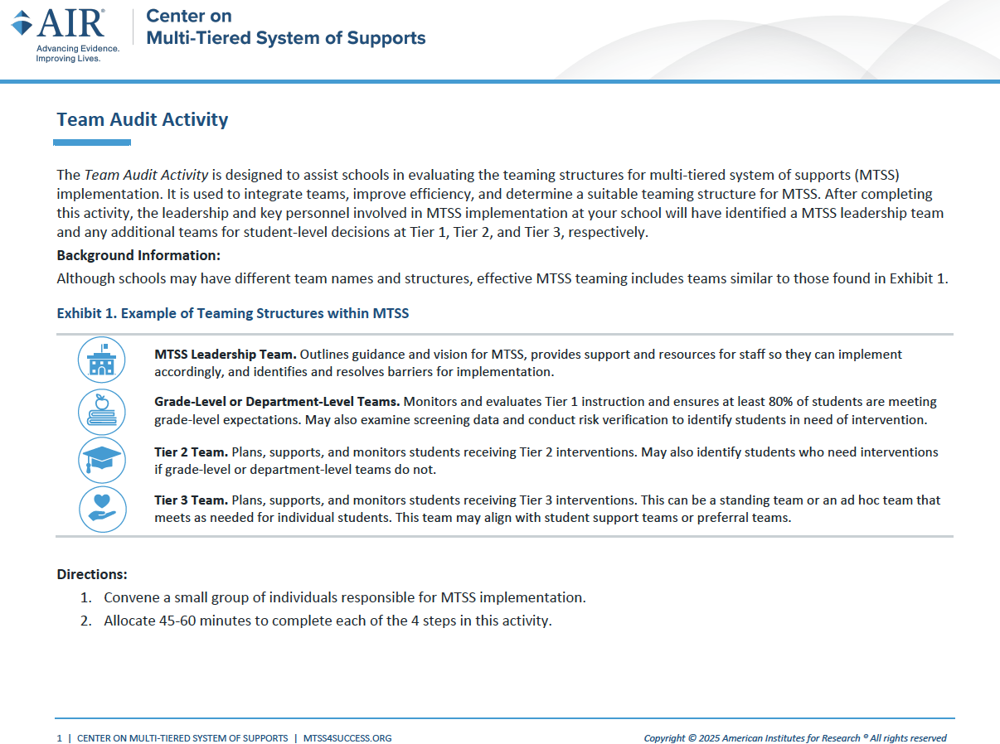 AIR®
Advancing Evidence.
Improving Lives.
Center on
Multi-Tiered System of Supports
Team Audit Activity
The Team Audit Activity is designed to assist schools in evaluating the teaming structures for multi-tiered system of supports (MTSS)
implementation. It is used to integrate teams, improve efficiency, and determine a suitable teaming structure for MTSS. After completing
this activity, the leadership and key personnel involved in MTSS implementation at your school will have identified a MTSS leadership team
and any additional teams for student-level decisions at Tier 1, Tier 2, and Tier 3, respectively.
Background Information:
Although schools may have different team names and structures, effective MTSS teaming includes teams similar to those found in Exhibit 1.
Exhibit 1. Example of Teaming Structures within MTSS
MTSS Leadership Team. Outlines guidance and vision for MTSS, provides support and resources for staff so they can implement
accordingly, and identifies and resolves barriers for implementation.
Grade-Level or Department-Level Teams. Monitors and evaluates Tier 1 instruction and ensures at least 80% of students are meeting
grade-level expectations. May also examine screening data and conduct risk verification to identify students in need of intervention.
Tier 2 Team. Plans, supports, and monitors students receiving Tier 2 interventions. May also identify students who need interventions
if grade-level or department-level teams do not.
Tier 3 Team. Plans, supports, and monitors students receiving Tier 3 interventions. This can be a standing team or an ad hoc team that
meets as needed for individual students. This team may align with student support teams or preferral teams.
Directions:
1. Convene a small group of individuals responsible for MTSS implementation.
2. Allocate 45-60 minutes to complete each of the 4 steps in this activity.
1 | CENTER ON MULTI-TIERED SYSTEM OF SUPPORTS | MTSS4SUCCESS.ORG
Copyright © 2025 American Institutes for Research ® All rights reserved